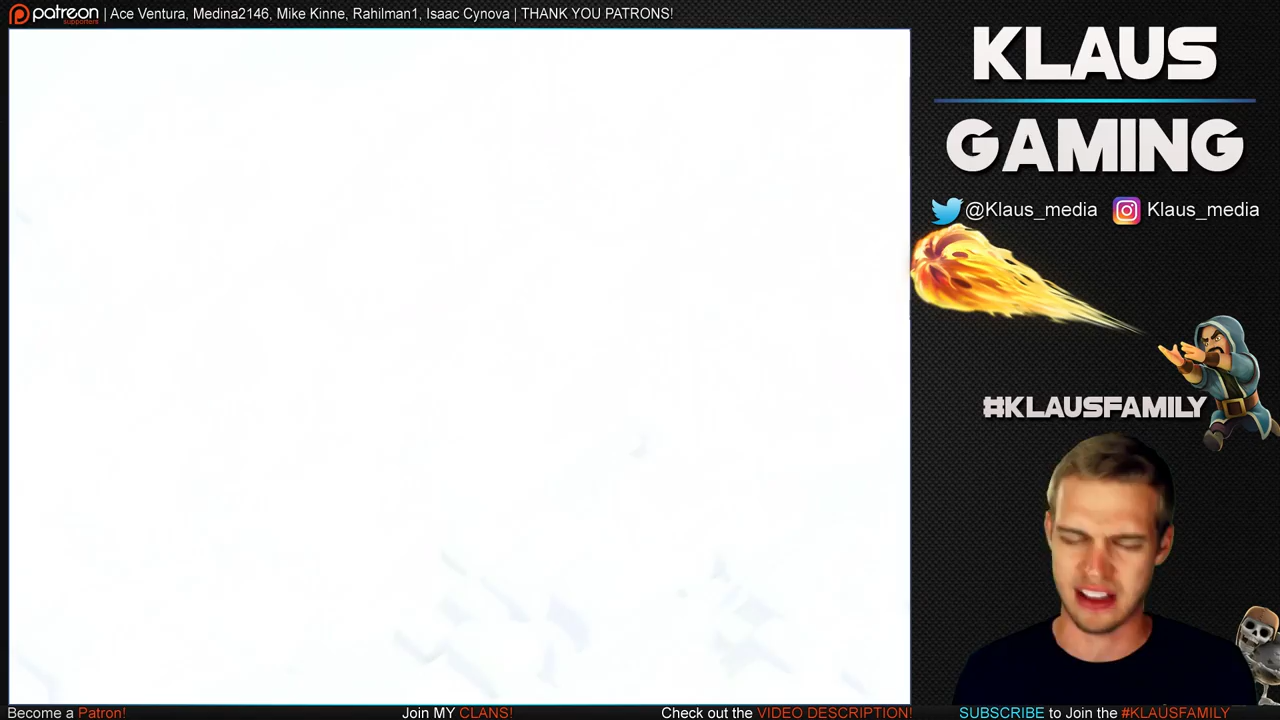 patreon | Ace Ventura, Medina2146, Mike Kinne, Rahilman1, Isaac Cynova | THANK YOU PATRONS!
supporters
KLAUS
GAMING
@Klaus_media Klaus_media
#KLAUSFAMILY
Become a Patron! Join MY CLANS! Check out the VIDEO DESCRIPTION! SUBSCRIBE to Join the #KLAUSFAMILY